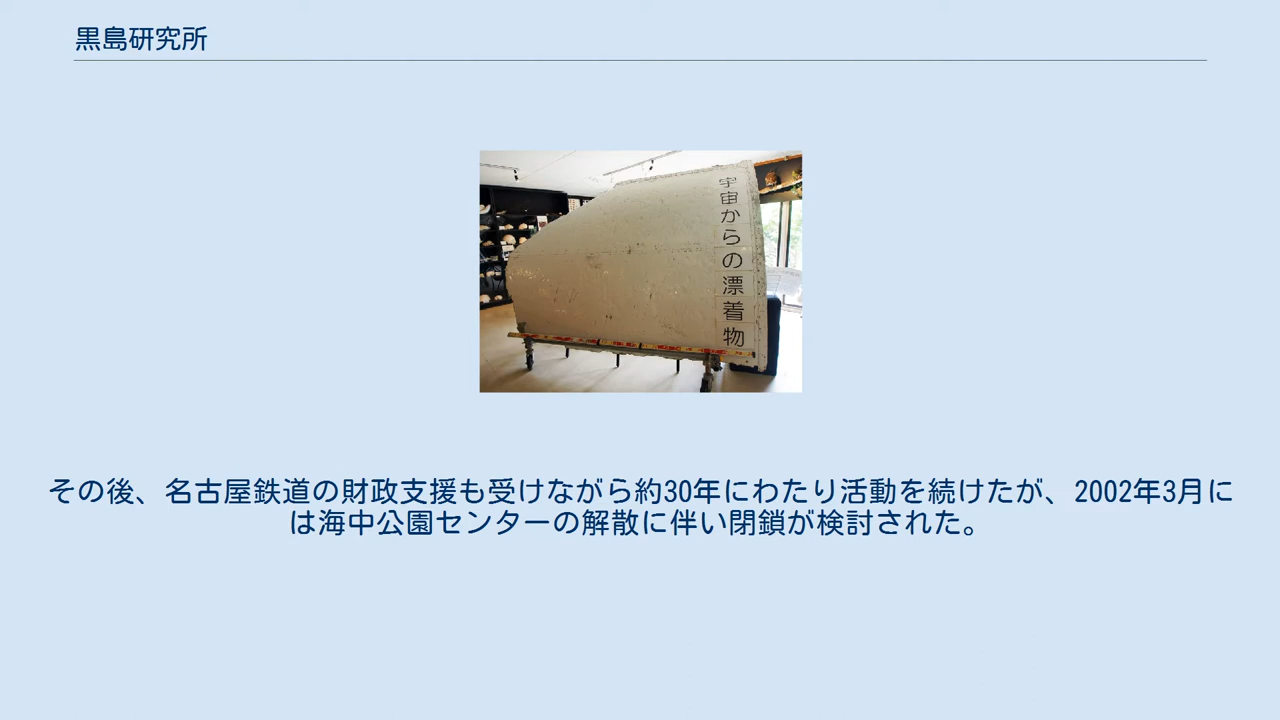 黒島研究所
宇宙からの漂着物
その後、名古屋鉄道の財政支援も受けながら約30年にわたり活動を続けたが、2002年3月に
は海中公園センターの解散に伴い閉鎖が検討された。